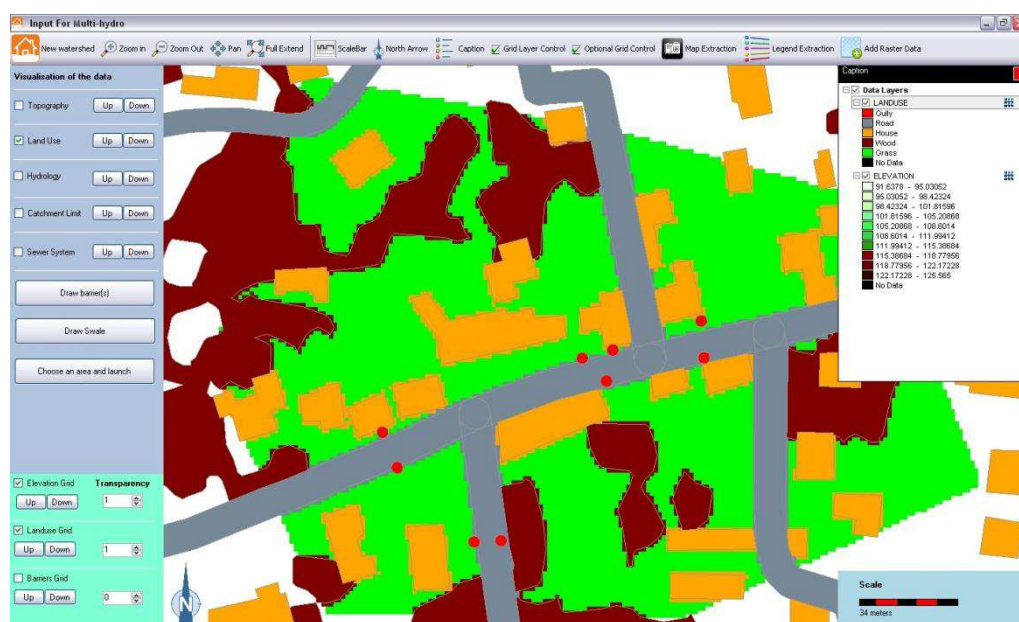 Input For Multi-hydro
New watershed Zoom in Zoom Out Pan Full Extend ScaleBar North Arrow Caption Grid Layer Control Optional Grid Control Map Extraction Legend Extraction Add Raster Data
Visualisation of the data
Topography Up Down
Land Use Up Down
Hydrology Up Down
Catchment Limit Up Down
Sewer System Up Down
Draw barrier(s)
Draw Swale
Choose an area and launch
Elevation Grid Transparency
Up Down 1
Landuse Grid
Up Down 1
Barriers Grid
Up Down 0
N
Caption
Data Layers
LANDUSE
Gully
Road
House
Wood
Grass
No Data
ELEVATION
91.6378 - 95.03052
95.03052 - 98.42324
98.42324 - 101.81596
101.81596 - 105.20868
105.20868 - 108.6014
108.6014 - 111.99412
111.99412 - 115.38684
115.38684 - 118.77956
118.77956 - 122.17228
122.17228 - 125.565
No Data
Scale
34 meters